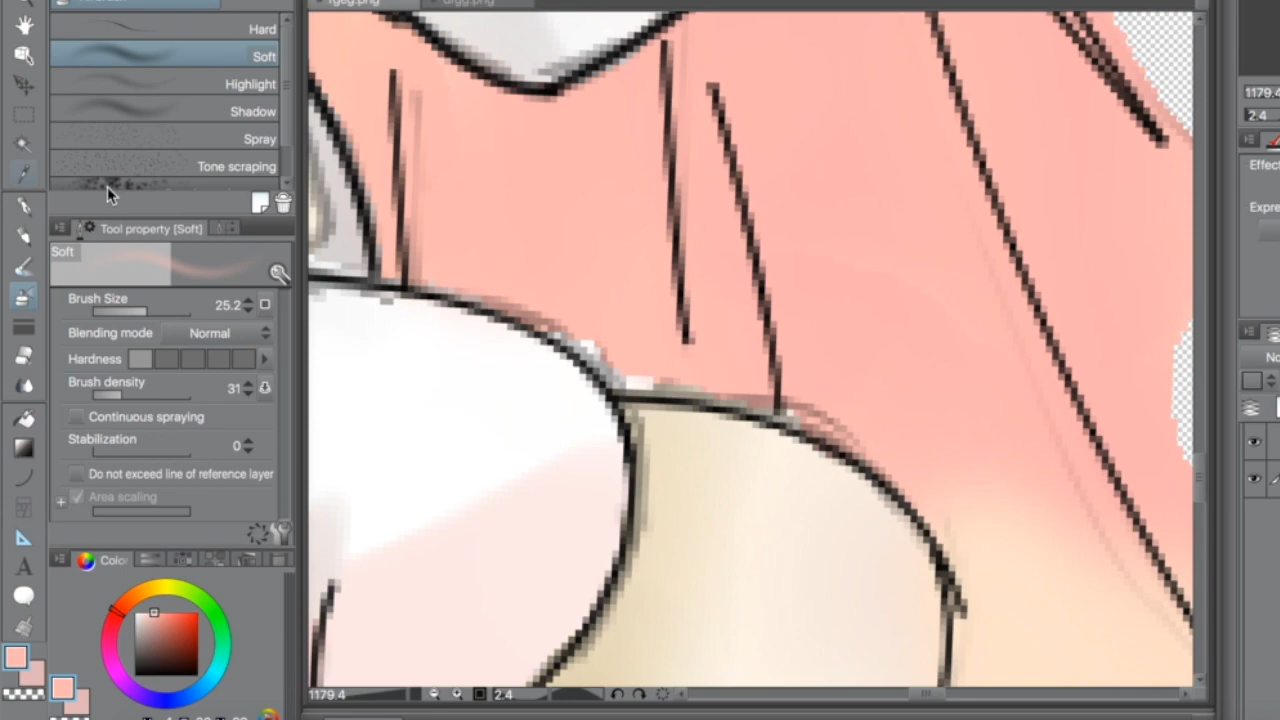 Hard
Soft
Highlight
Shadow
Spray
Tone scraping
Tool property [Soft]
Soft
Brush Size 25.2
Blending mode Normal
Hardness
Brush density 31
Continuous spraying
Stabilization 0
Do not exceed line of reference layer
Area scaling
Color
1179.4 2.4
1179.4
2.4
Effec
Expre
No